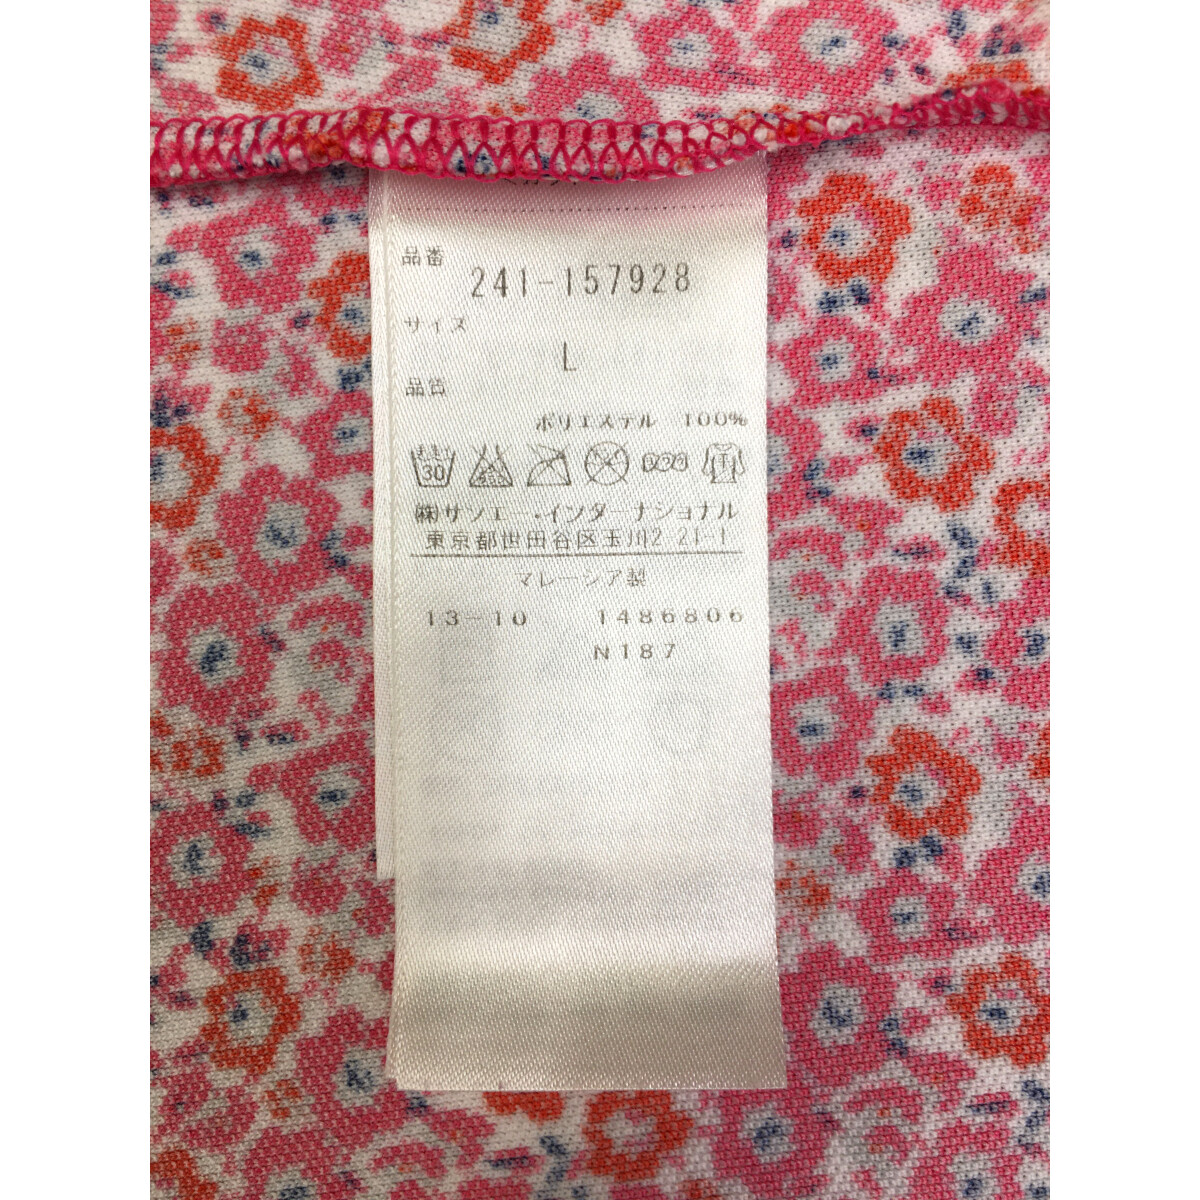 品番
241-157928
サイズ
L
品質
ポリエステル 100%
30
㈱サンエー・インターナショナル
東京都世田谷区玉川2 21-1
マレーシア製
13-10 1486806
N187